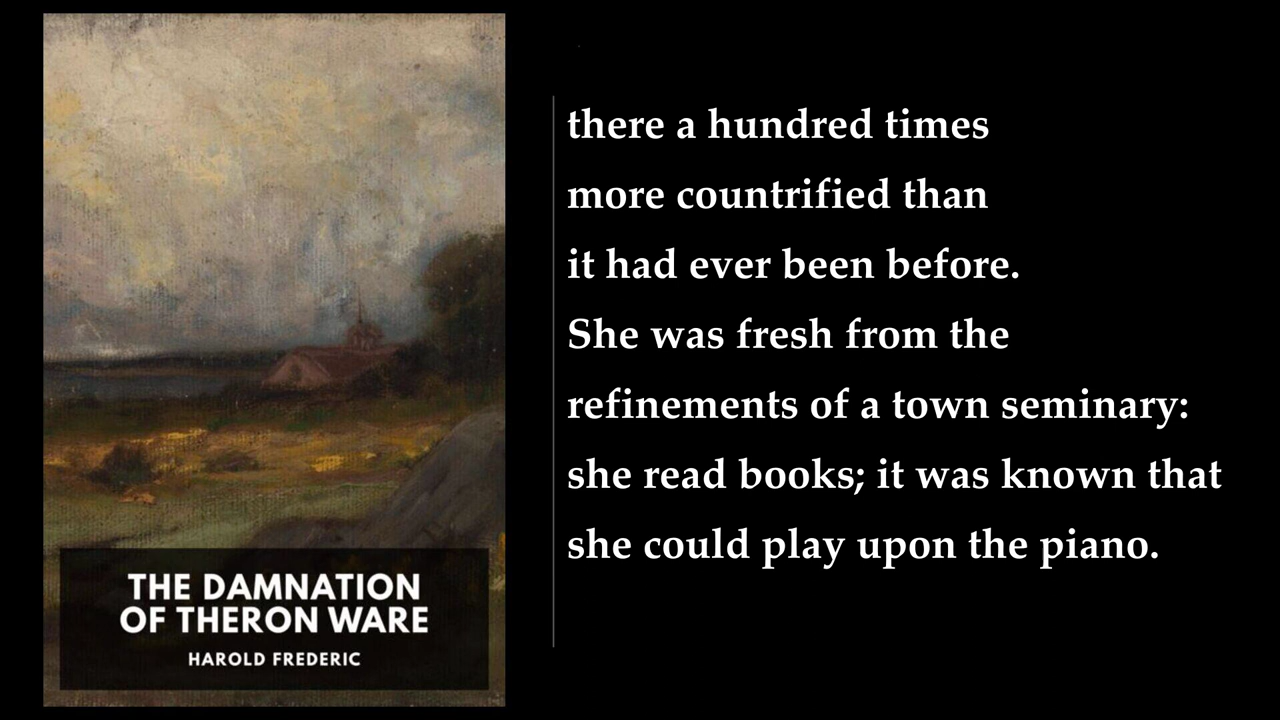 THE DAMNATION
OF THERON WARE
HAROLD FREDERIC
there a hundred times
more countrified than
it had ever been before.
She was fresh from the
refinements of a town seminary:
she read books; it was known that
she could play upon the piano.